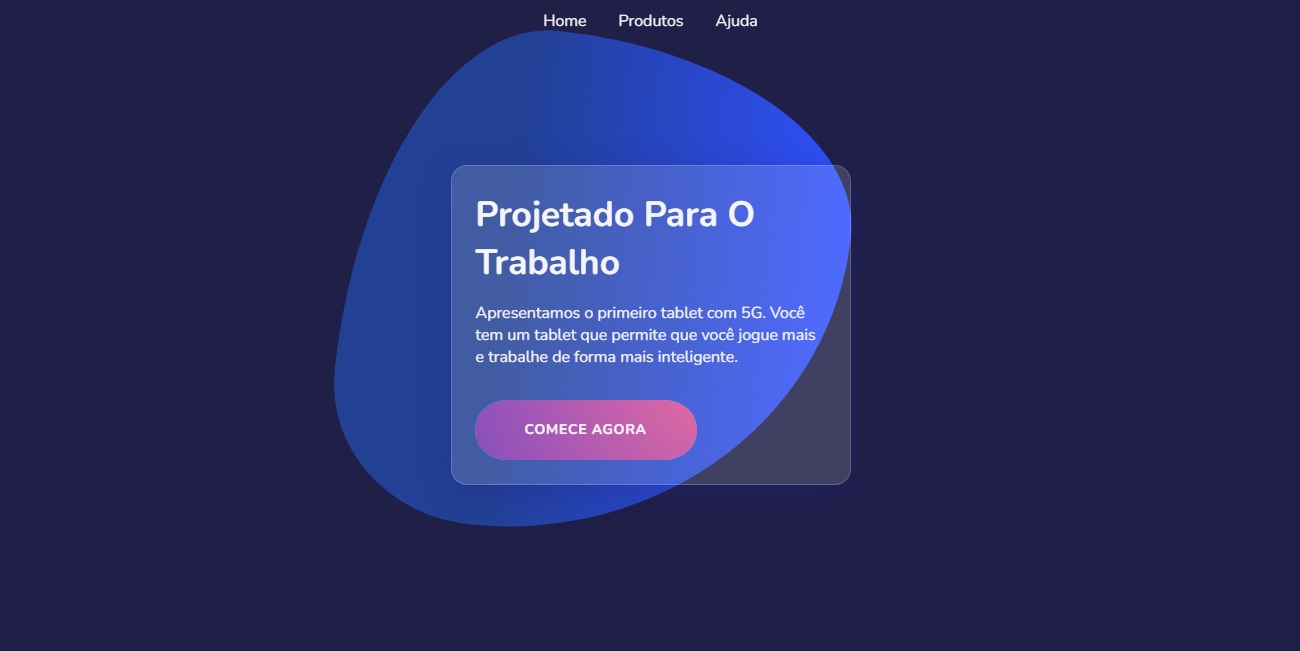 Home Produtos Ajuda
Projetado Para O
Trabalho
Apresentamos o primeiro tablet com 5G. Você
tem um tablet que permite que você jogue mais
e trabalhe de forma mais inteligente.
COMECE AGORA